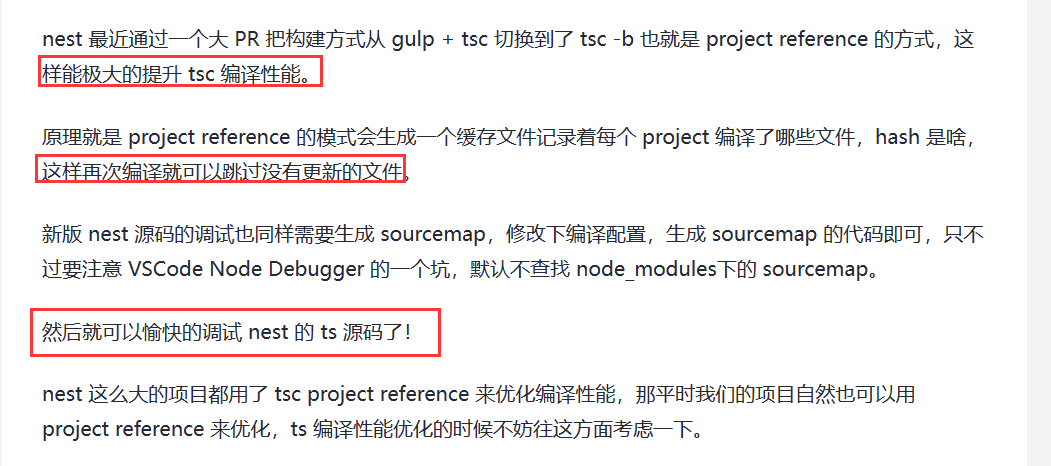 nest 最近通过一个大 PR 把构建方式从 gulp + tsc 切换到了 tsc -b 也就是 project reference 的方式，这
样能极大的提升 tsc 编译性能。
原理就是 project reference 的模式会生成一个缓存文件记录着每个 project 编译了哪些文件，hash 是啥，
这样再次编译就可以跳过没有更新的文件。
新版 nest 源码的调试也同样需要生成 sourcemap，修改下编译配置，生成 sourcemap 的代码即可，只不
过要注意 VSCode Node Debugger 的一个坑，默认不查找 node_modules下的 sourcemap。
然后就可以愉快的调试 nest 的 ts 源码了！
nest 这么大的项目都用了 tsc project reference 来优化编译性能，那平时我们的项目自然也可以用
project reference 来优化，ts 编译性能优化的时候不妨往这方面考虑一下。